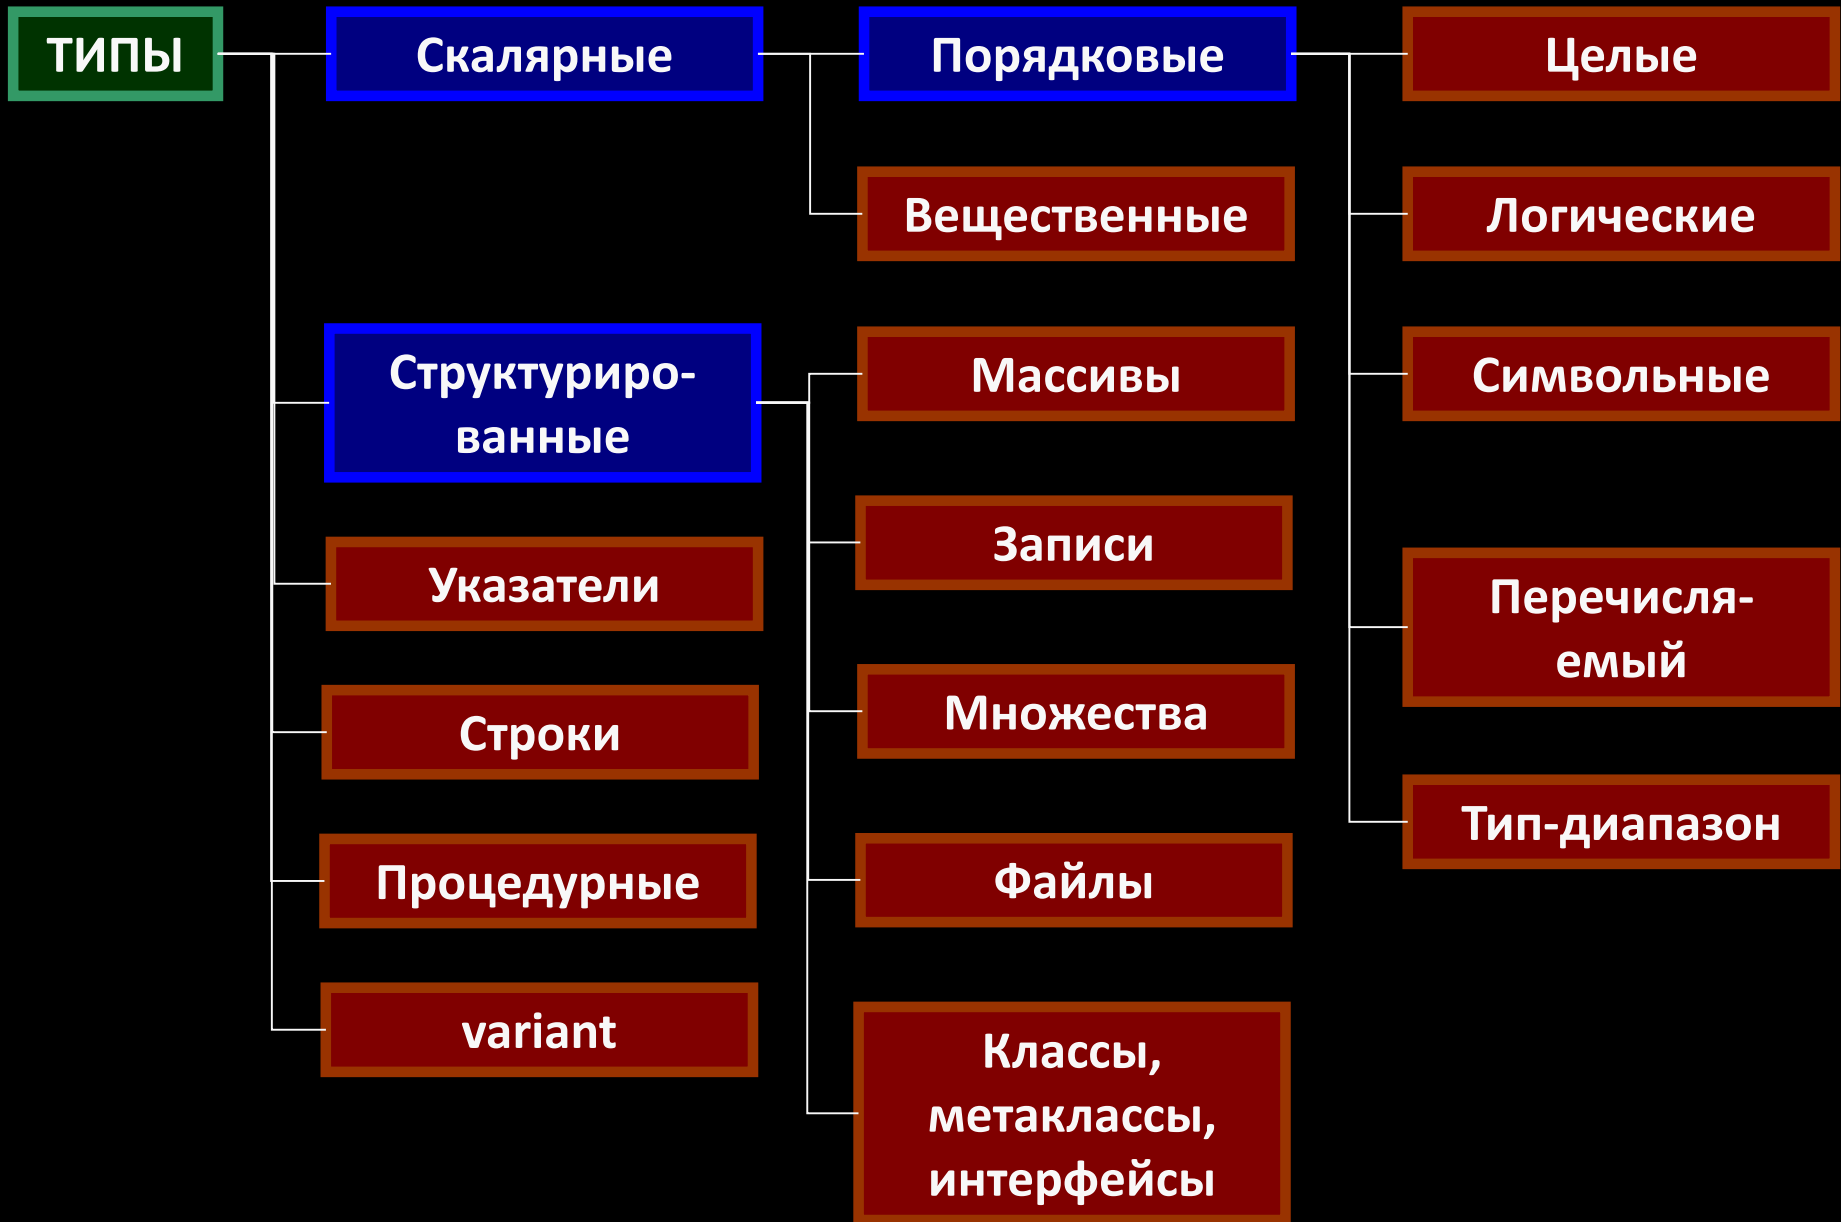 ТИПЫ
Скалярные
Порядковые
Целые
Вещественные
Логические
Структуриро-
ванные
Массивы
Символьные
Записи
Указатели
Перечисля-
емый
Строки
Множества
Тип-диапазон
Процедурные
Файлы
variant
Классы,
метаклассы,
интерфейсы